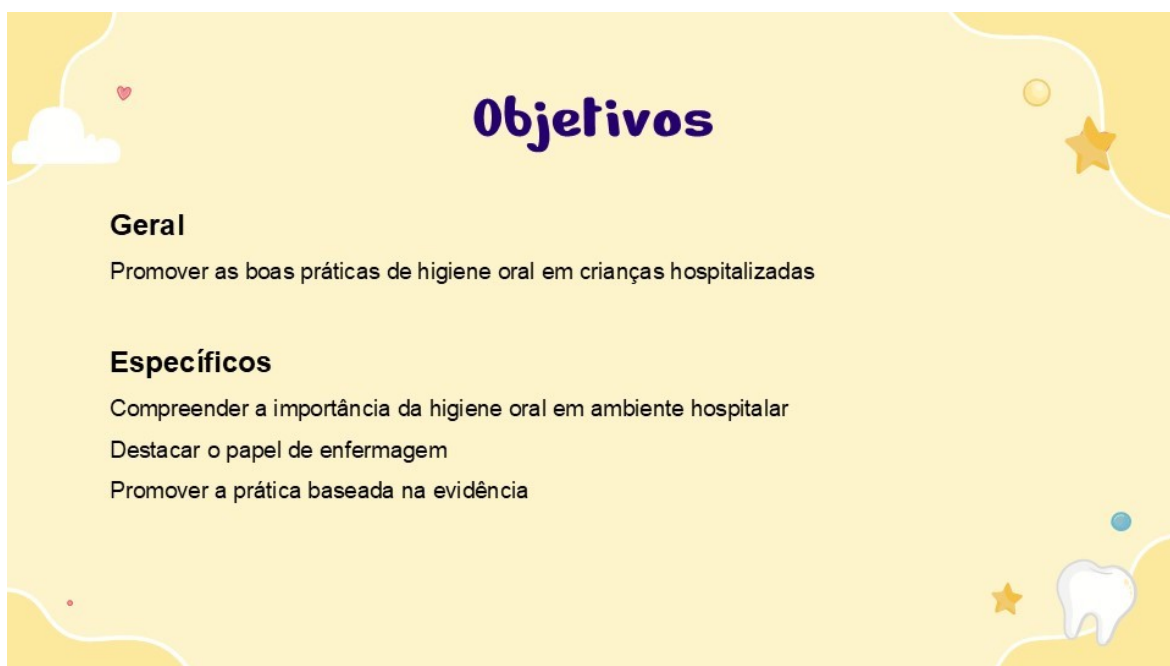 Objetivos
Geral
Promover as boas práticas de higiene oral em crianças hospitalizadas
Específicos
Compreender a importância da higiene oral em ambiente hospitalar
Destacar o papel de enfermagem
Promover a prática baseada na evidência